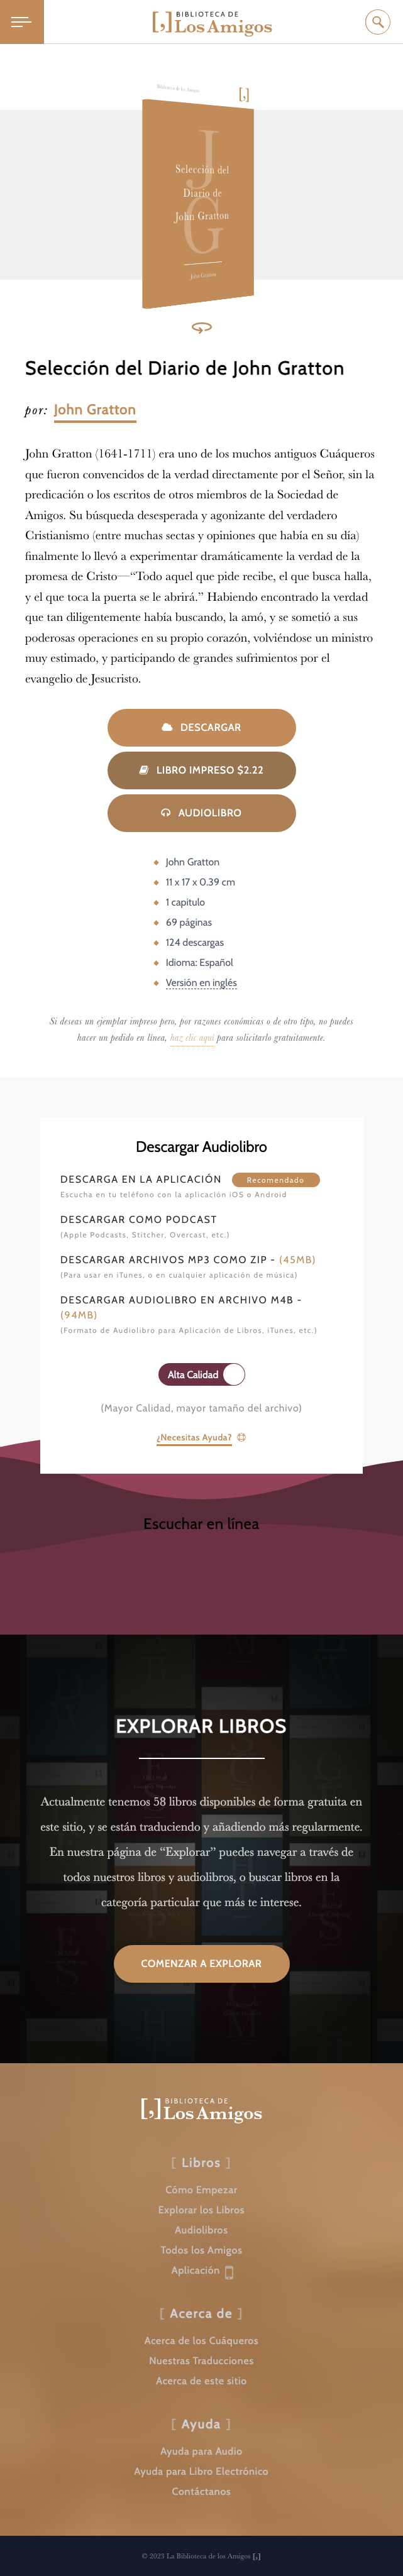 BIBLIOTECA DE
[,] Los Amigos
Biblioteca de los Amigos
[,]
JG
Selección del
Diario de
John Gratton
John Gratton
Selección del Diario de John Gratton
por: John Gratton
John Gratton (1641-1711) era uno de los muchos antiguos Cuáqueros
que fueron convencidos de la verdad directamente por el Señor, sin la
predicación o los escritos de otros miembros de la Sociedad de
Amigos. Su búsqueda desesperada y agonizante del verdadero
Cristianismo (entre muchas sectas y opiniones que había en su día)
finalmente lo llevó a experimentar dramáticamente la verdad de la
promesa de Cristo—“Todo aquel que pide recibe, el que busca halla,
y el que toca la puerta se le abrirá.” Habiendo encontrado la verdad
que tan diligentemente había buscando, la amó, y se sometió a sus
poderosas operaciones en su propio corazón, volviéndose un ministro
muy estimado, y participando de grandes sufrimientos por el
evangelio de Jesucristo.
DESCARGAR
LIBRO IMPRESO $2.22
AUDIOLIBRO
John Gratton
11 x 17 x 0.39 cm
1 capitulo
69 páginas
124 descargas
Idioma: Español
Versión en inglés
Si deseas un ejemplar impreso pero, por razones económicas o de otro tipo, no puedes
hacer un pedido en línea, haz clic aquí para solicitarlo gratuitamente.
Descargar Audiolibro
DESCARGA EN LA APLICACIÓN Recomendado
Escucha en tu teléfono con la aplicación iOS o Android
DESCARGAR COMO PODCAST
(Apple Podcasts, Stitcher, Overcast, etc.)
DESCARGAR ARCHIVOS MP3 COMO ZIP - (45MB)
(Para usar en iTunes, o en cualquier aplicación de música)
DESCARGAR AUDIOLIBRO EN ARCHIVO M4B -
(94MB)
(Formato de Audiolibro para Aplicación de Libros, iTunes, etc.)
Alta Calidad
(Mayor Calidad, mayor tamaño del archivo)
¿Necesitas Ayuda?
Escuchar en línea
EXPLORAR LIBROS
Actualmente tenemos 58 libros disponibles de forma gratuita en
este sitio, y se están traduciendo y añadiendo más regularmente.
En nuestra página de “Explorar” puedes navegar a través de
todos nuestros libros y audiolibros, o buscar libros en la
categoría particular que más te interese.
COMENZAR A EXPLORAR
BIBLIOTECA DE
[,] Los Amigos
[ Libros ]
Cómo Empezar
Explorar los Libros
Audiolibros
Todos los Amigos
Aplicación
[ Acerca de ]
Acerca de los Cuáqueros
Nuestras Traducciones
Acerca de este sitio
[ Ayuda ]
Ayuda para Audio
Ayuda para Libro Electrónico
Contáctanos
© 2023 La Biblioteca de los Amigos [,]